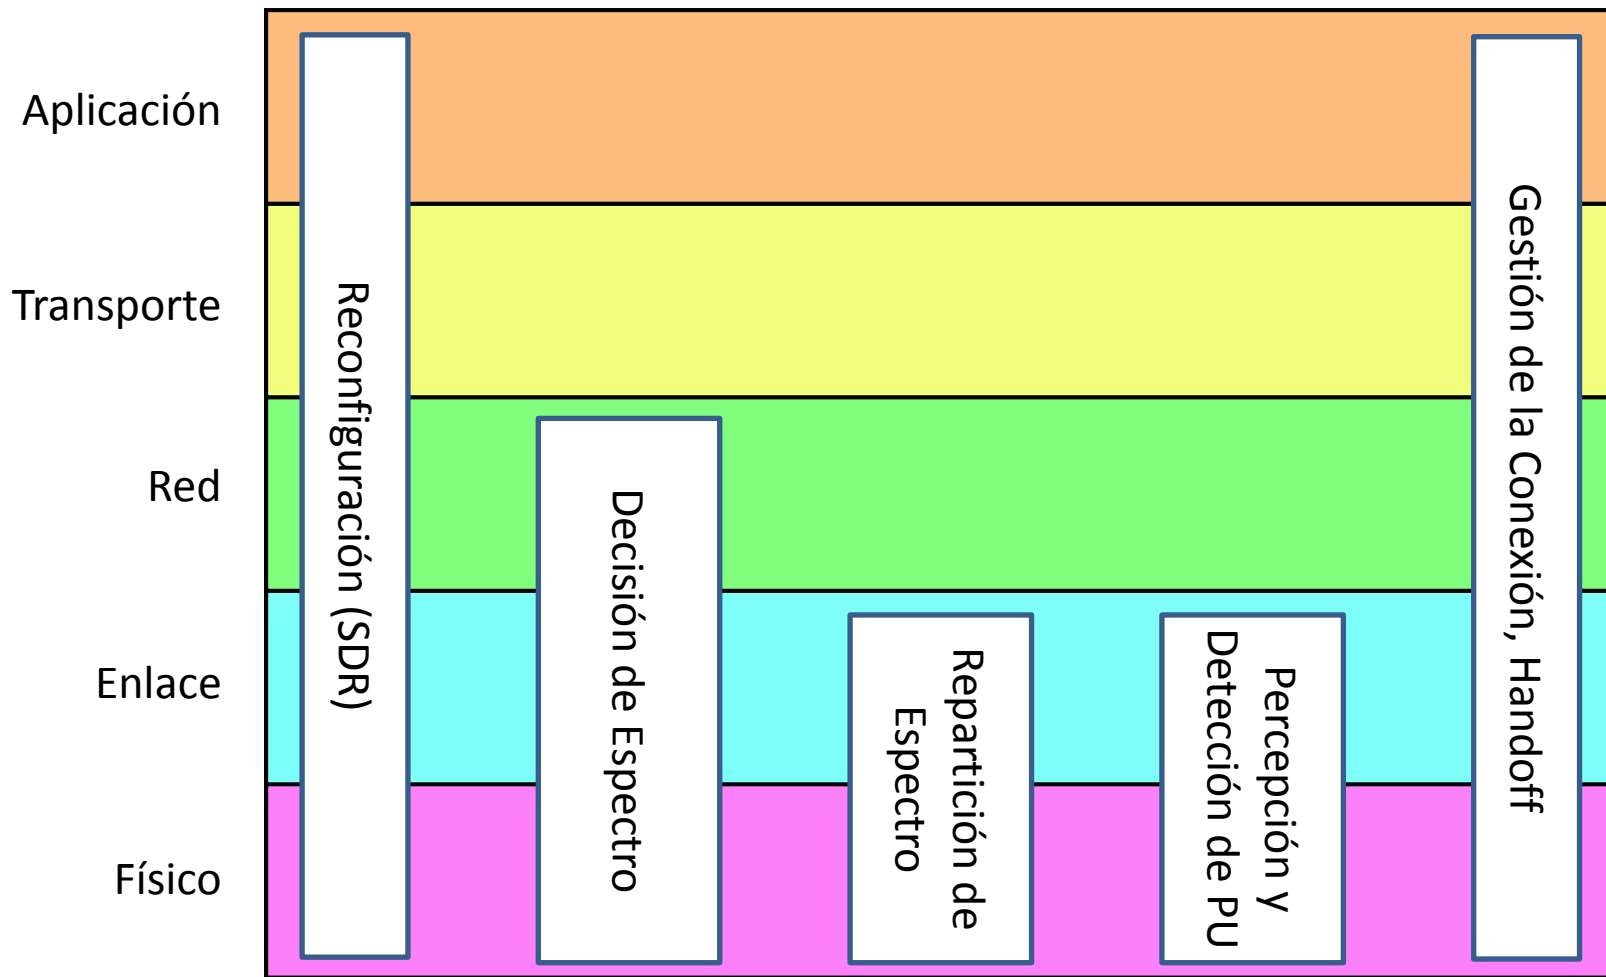 Aplicación
Transporte
Red
Enlace
Físico
Reconfiguración (SDR)
Decisión de Espectro
Repartición de
Espectro
Percepción y
Detección de PU
Gestión de la Conexión, Handoff